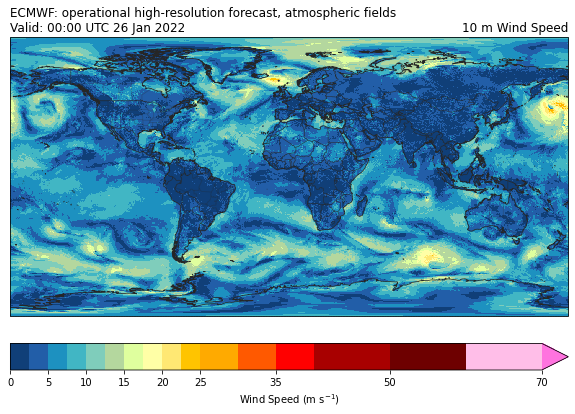 ECMWF: operational high-resolution forecast, atmospheric fields
Valid: 00:00 UTC 26 Jan 2022
10 m Wind Speed
0 5 10 15 20 25 35 50 70
Wind Speed (m s⁻¹)